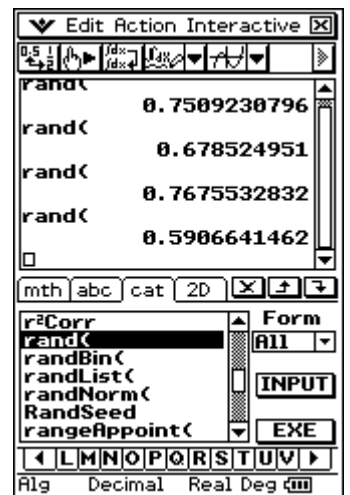 Edit Action Interactive
rand(
0.7509230796
rand(
0.678524951
rand(
0.7675532832
rand(
0.5906641462
mth abc cat 2D
r²Corr
rand(
randBin(
randList(
randNorm(
RandSeed
rangeAppoint(
Form
All
INPUT
EXE
L M N O P Q R S T U V
Alg Decimal Real Deg